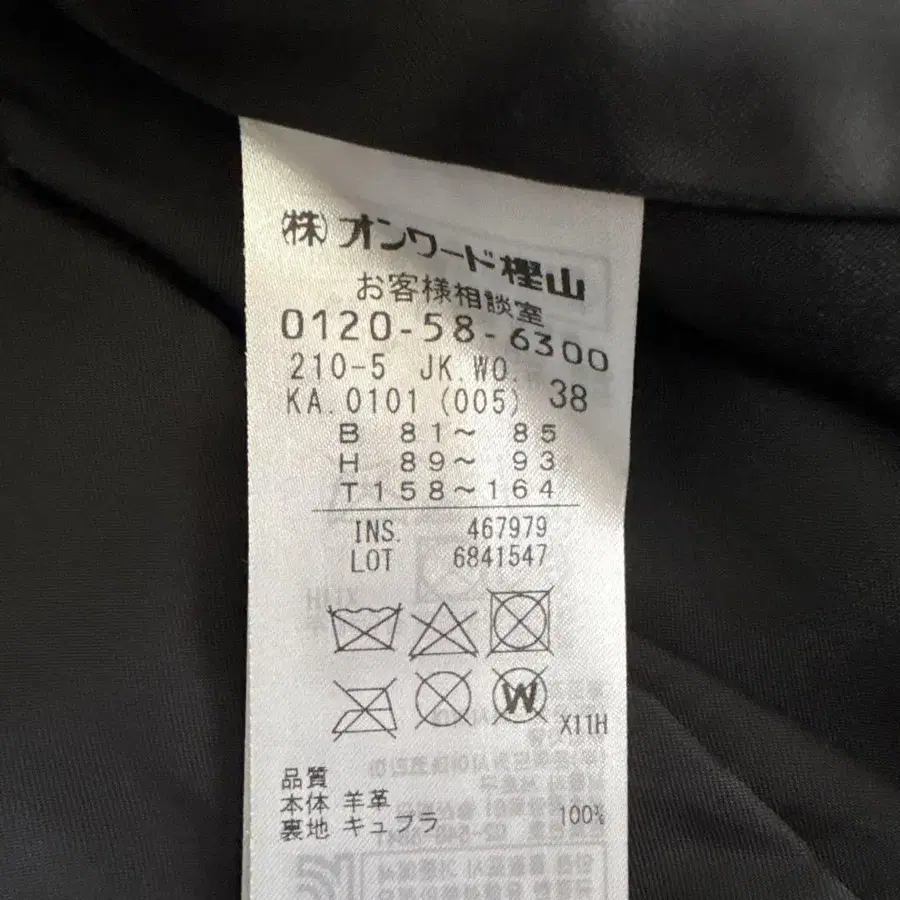 ㈱オンワード樫山
お客様相談室
0120-58-6300
210-5 JK.WO.
KA.0101 (005) 38
B 81～ 85
H 89～ 93
T158～164
INS. 467979
LOT 6841547
W
X11H
品質
本体 羊革
裏地 キュプラ 100%